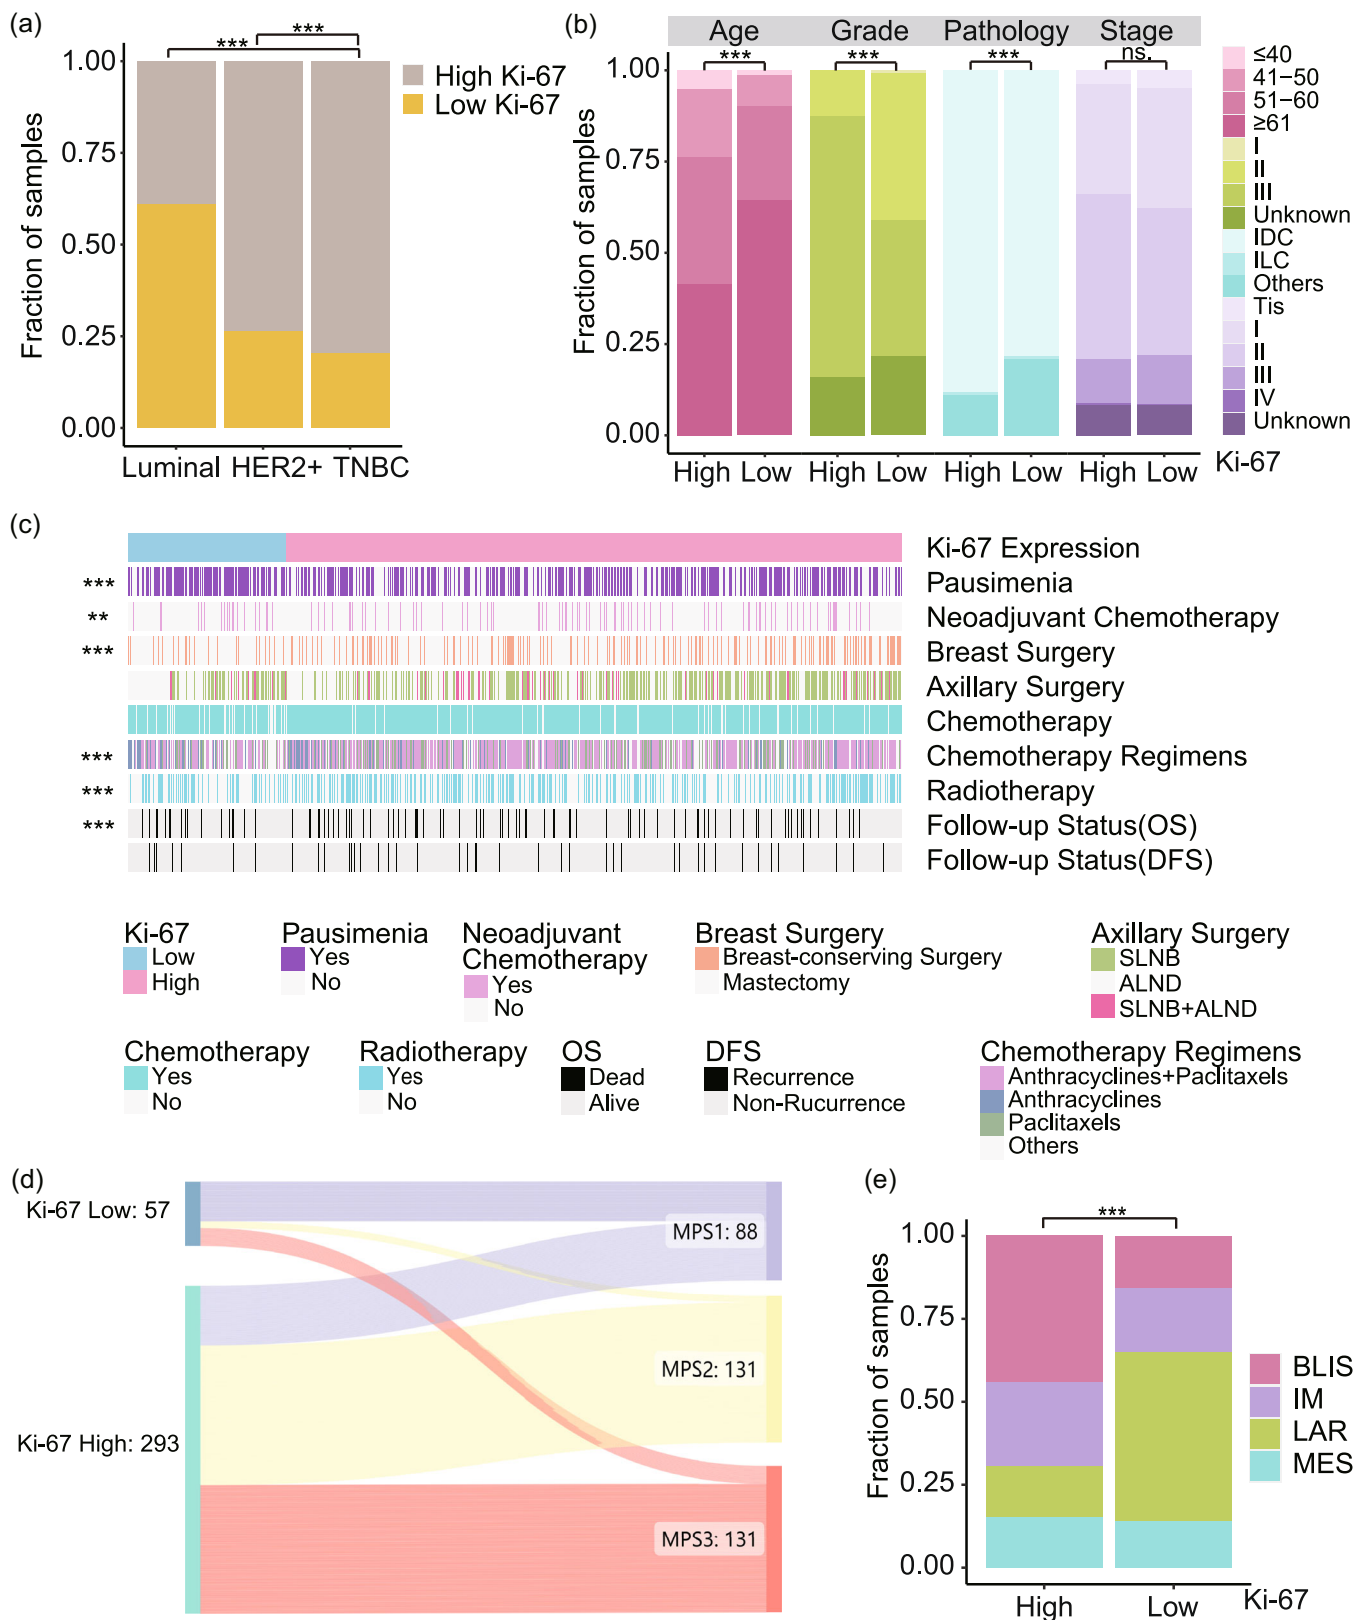 (a)
*** ***
High Ki-67
Low Ki-67
Fraction of samples
1.00
0.75
0.50
0.25
0.00
Luminal HER2+ TNBC
(b)
Age Grade Pathology Stage
*** *** *** ns.
Fraction of samples
1.00
0.75
0.50
0.25
0.00
High Low High Low High Low High Low
≤40
41−50
51−60
≥61
I
II
III
Unknown
IDC
ILC
Others
Tis
I
II
III
IV
Unknown
Ki-67
(c)
Ki-67 Expression
*** Pausimenia
** Neoadjuvant Chemotherapy
*** Breast Surgery
Axillary Surgery
Chemotherapy
*** Chemotherapy Regimens
*** Radiotherapy
*** Follow-up Status(OS)
Follow-up Status(DFS)
Ki-67
Low
High
Pausimenia
Yes
No
Neoadjuvant
Chemotherapy
Yes
No
Breast Surgery
Breast-conserving Surgery
Mastectomy
Axillary Surgery
SLNB
ALND
SLNB+ALND
Chemotherapy
Yes
No
Radiotherapy
Yes
No
OS
Dead
Alive
DFS
Recurrence
Non-Rucurrence
Chemotherapy Regimens
Anthracyclines+Paclitaxels
Anthracyclines
Paclitaxels
Others
(d)
Ki-67 Low: 57
Ki-67 High: 293
MPS1: 88
MPS2: 131
MPS3: 131
(e)
***
Fraction of samples
1.00
0.75
0.50
0.25
0.00
High Low
Ki-67
BLIS
IM
LAR
MES